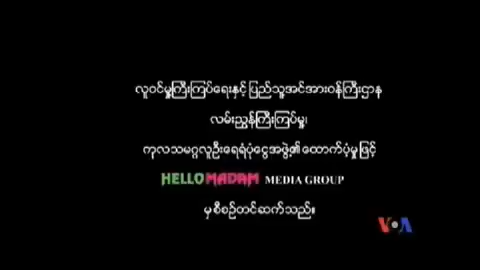 လူဝင်မှုကြီးကြပ်ရေးနှင့် ပြည်သူ့အင်အားဝန်ကြီးဌာန
လမ်းညွှန်ကြီးကြပ်မှု၊
ကုလသမဂ္ဂလူဦးရေရံပုံငွေအဖွဲ့၏ ထောက်ပံ့မှုဖြင့်
HELLO MADAM MEDIA GROUP
မှ စီစဉ်တင်ဆက်သည်။
VOA